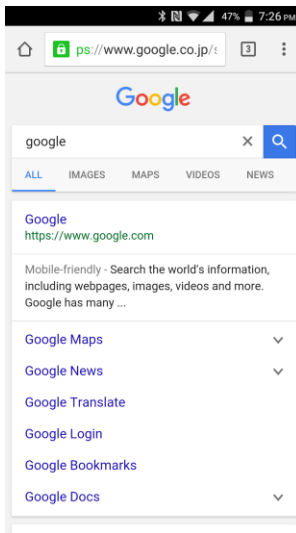 47% 7:26 PM
ps://www.google.co.jp/s
3
Google
google
ALL IMAGES MAPS VIDEOS NEWS
Google
https://www.google.com
Mobile-friendly - Search the world's information,
including webpages, images, videos and more.
Google has many ...
Google Maps
Google News
Google Translate
Google Login
Google Bookmarks
Google Docs